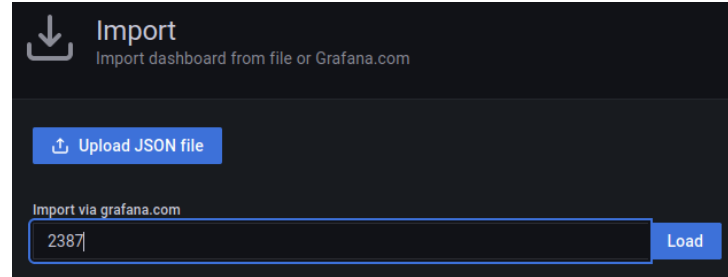 Import
Import dashboard from file or Grafana.com
Upload JSON file
Import via grafana.com
2387
Load